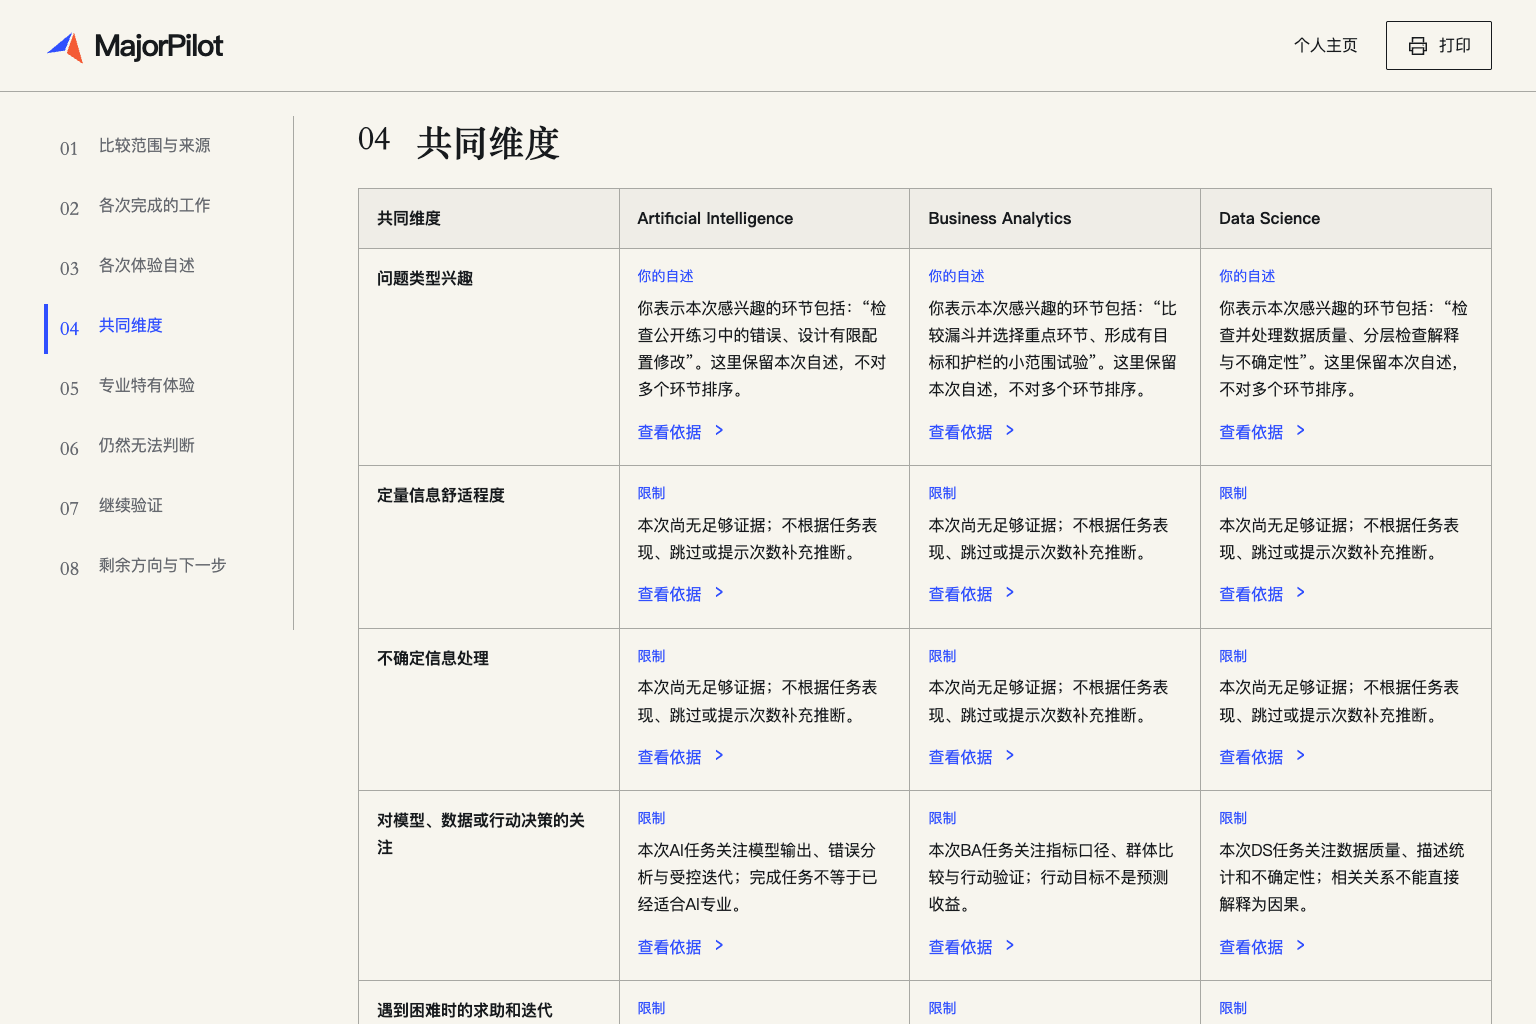 MajorPilot
个人主页
打印
01 比较范围与来源
02 各次完成的工作
03 各次体验自述
04 共同维度
05 专业特有体验
06 仍然无法判断
07 继续验证
08 剩余方向与下一步
04 共同维度
共同维度
Artificial Intelligence
Business Analytics
Data Science
问题类型兴趣
你的自述
你表示本次感兴趣的环节包括：“检
查公开练习中的错误、设计有限配
置修改”。这里保留本次自述，不对
多个环节排序。
查看依据
你的自述
你表示本次感兴趣的环节包括：“比
较漏斗并选择重点环节、形成有目
标和护栏的小范围试验”。这里保留
本次自述，不对多个环节排序。
查看依据
你的自述
你表示本次感兴趣的环节包括：“检
查并处理数据质量、分层检查解释
与不确定性”。这里保留本次自述，
不对多个环节排序。
查看依据
定量信息舒适程度
限制
本次尚无足够证据；不根据任务表
现、跳过或提示次数补充推断。
查看依据
限制
本次尚无足够证据；不根据任务表
现、跳过或提示次数补充推断。
查看依据
限制
本次尚无足够证据；不根据任务表
现、跳过或提示次数补充推断。
查看依据
不确定信息处理
限制
本次尚无足够证据；不根据任务表
现、跳过或提示次数补充推断。
查看依据
限制
本次尚无足够证据；不根据任务表
现、跳过或提示次数补充推断。
查看依据
限制
本次尚无足够证据；不根据任务表
现、跳过或提示次数补充推断。
查看依据
对模型、数据或行动决策的关
注
限制
本次AI任务关注模型输出、错误分
析与受控迭代；完成任务不等于已
经适合AI专业。
查看依据
限制
本次BA任务关注指标口径、群体比
较与行动验证；行动目标不是预测
收益。
查看依据
限制
本次DS任务关注数据质量、描述统
计和不确定性；相关关系不能直接
解释为因果。
查看依据
遇到困难时的求助和迭代
限制
限制
限制